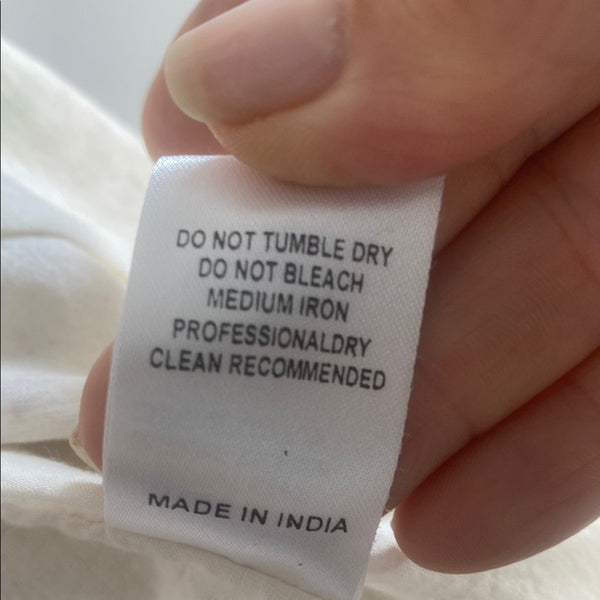 DO NOT TUMBLE DRY
DO NOT BLEACH
MEDIUM IRON
PROFESSIONALDRY
CLEAN RECOMMENDED
MADE IN INDIA